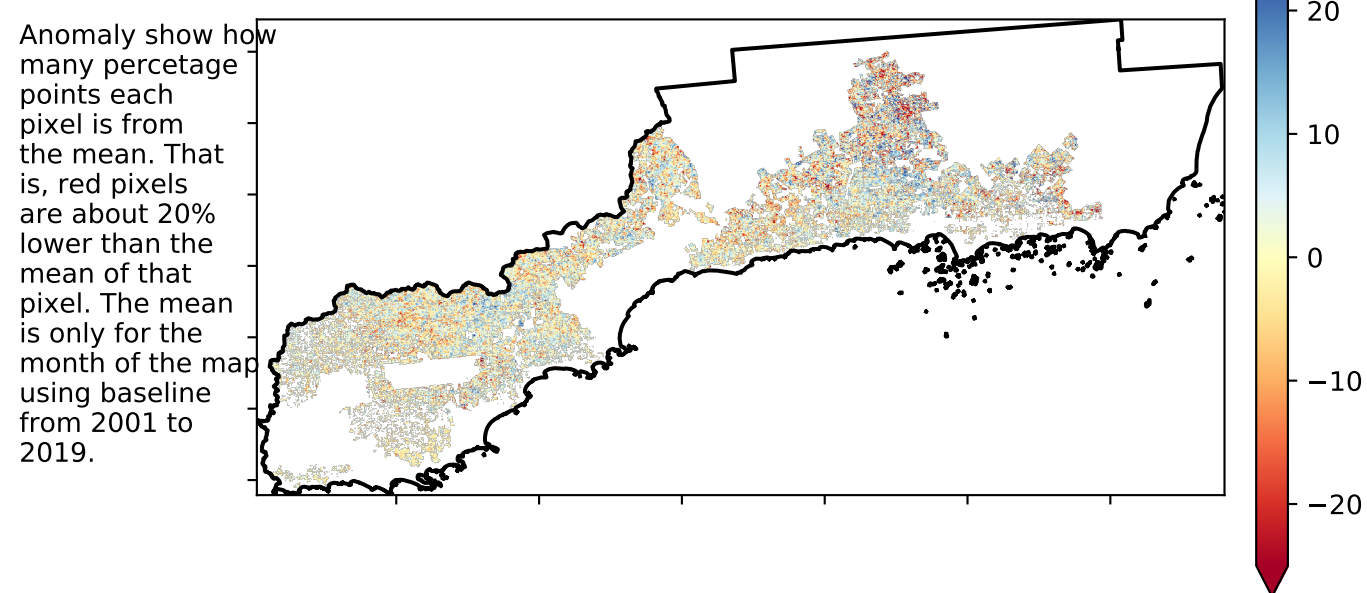 Anomaly show how
many percetage
points each
pixel is from
the mean. That
is, red pixels
are about 20%
lower than the
mean of that
pixel. The mean
is only for the
month of the map
using baseline
from 2001 to
2019.
20
10
0
−10
−20